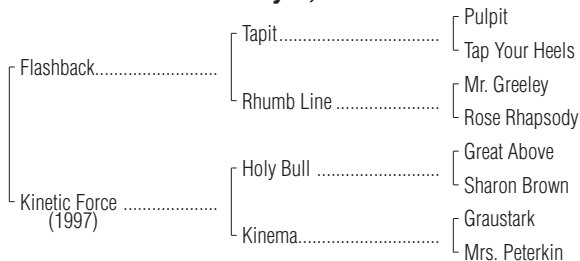 Pulpit
Tapit
Tap Your Heels
Flashback
Mr. Greeley
Rhumb Line
Rose Rhapsody
Great Above
Holy Bull
Sharon Brown
Kinetic Force
(1997)
Graustark
Kinema
Mrs. Peterkin